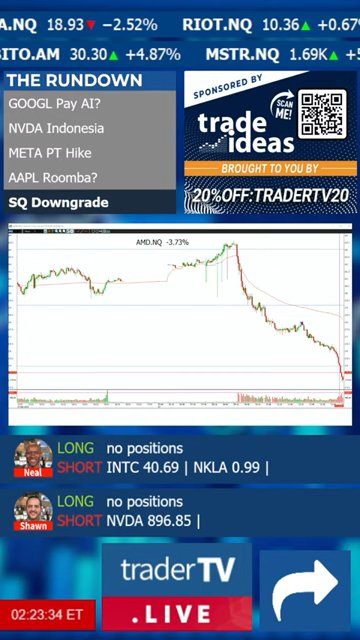 A.NQ 18.93▼ −2.52% RIOT.NQ 10.36▲ +0.67
BITO.AM 30.30▲ +4.87% MSTR.NQ 1.69K▲ +5
THE RUNDOWN
GOOGL Pay AI?
NVDA Indonesia
META PT Hike
AAPL Roomba?
SQ Downgrade
SPONSORED BY
SCAN ME!
trade ideas
BROUGHT TO YOU BY
20%OFF:TRADERTV20
AMD.NQ -3.73%
LONG no positions
SHORT INTC 40.69 | NKLA 0.99 |
Neal
LONG no positions
SHORT NVDA 896.85 |
Shawn
traderTV
.LIVE
02:23:34 ET